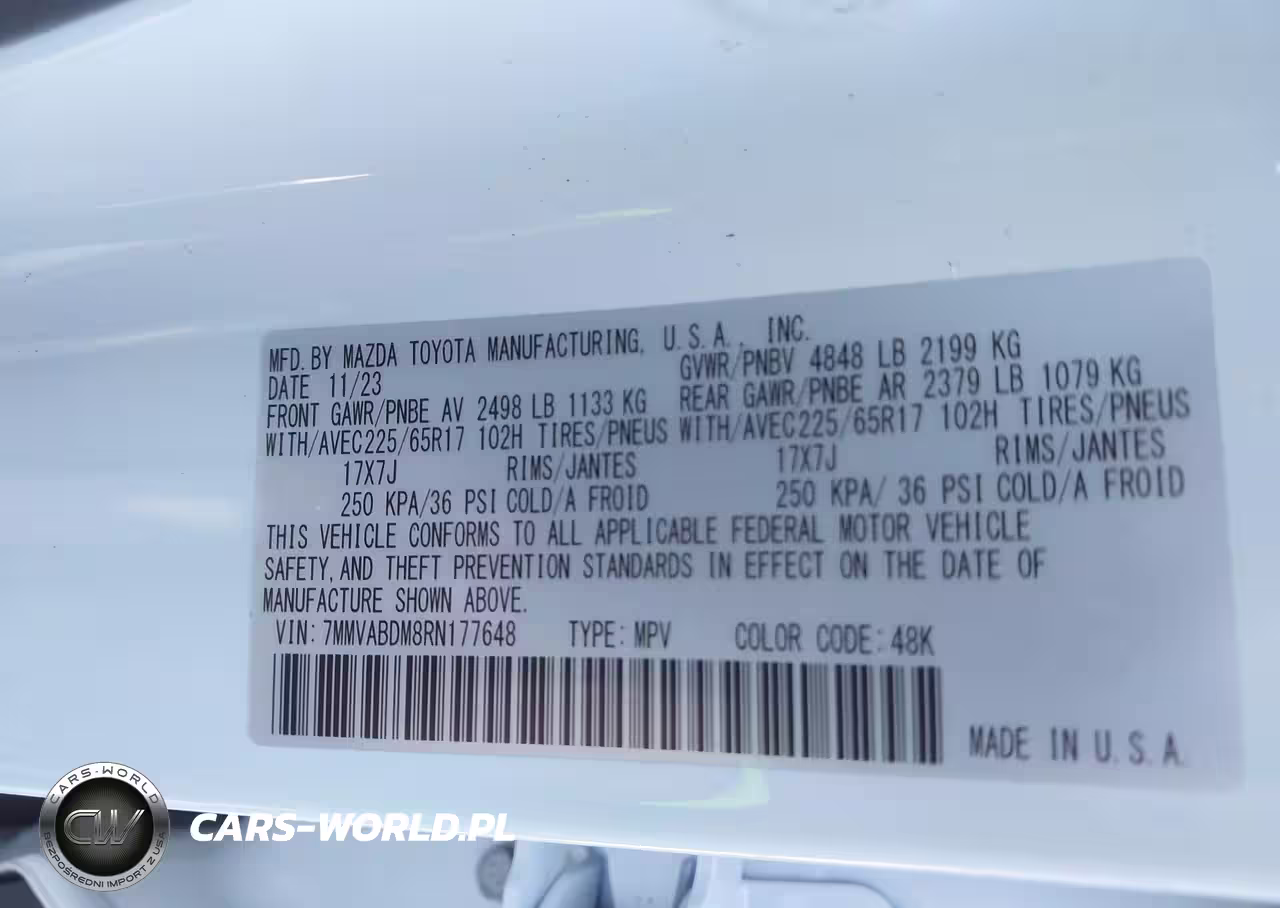 MFD. BY MAZDA TOYOTA MANUFACTURING, U.S.A., INC.
DATE 11/23 GVWR/PNBV 4848 LB 2199 KG
FRONT GAWR/PNBE AV 2498 LB 1133 KG REAR GAWR/PNBE AR 2379 LB 1079 KG
WITH/AVEC225/65R17 102H TIRES/PNEUS WITH/AVEC225/65R17 102H TIRES/PNEUS
17X7J RIMS/JANTES 17X7J RIMS/JANTES
250 KPA/36 PSI COLD/A FROID 250 KPA/ 36 PSI COLD/A FROID
THIS VEHICLE CONFORMS TO ALL APPLICABLE FEDERAL MOTOR VEHICLE
SAFETY, AND THEFT PREVENTION STANDARDS IN EFFECT ON THE DATE OF
MANUFACTURE SHOWN ABOVE.
VIN: 7MMVABDM8RN177648 TYPE: MPV COLOR CODE: 48K
MADE IN U.S.A.
CARS-WORLD
CW
BEZPOŚREDNI IMPORT Z USA
CARS-WORLD.PL